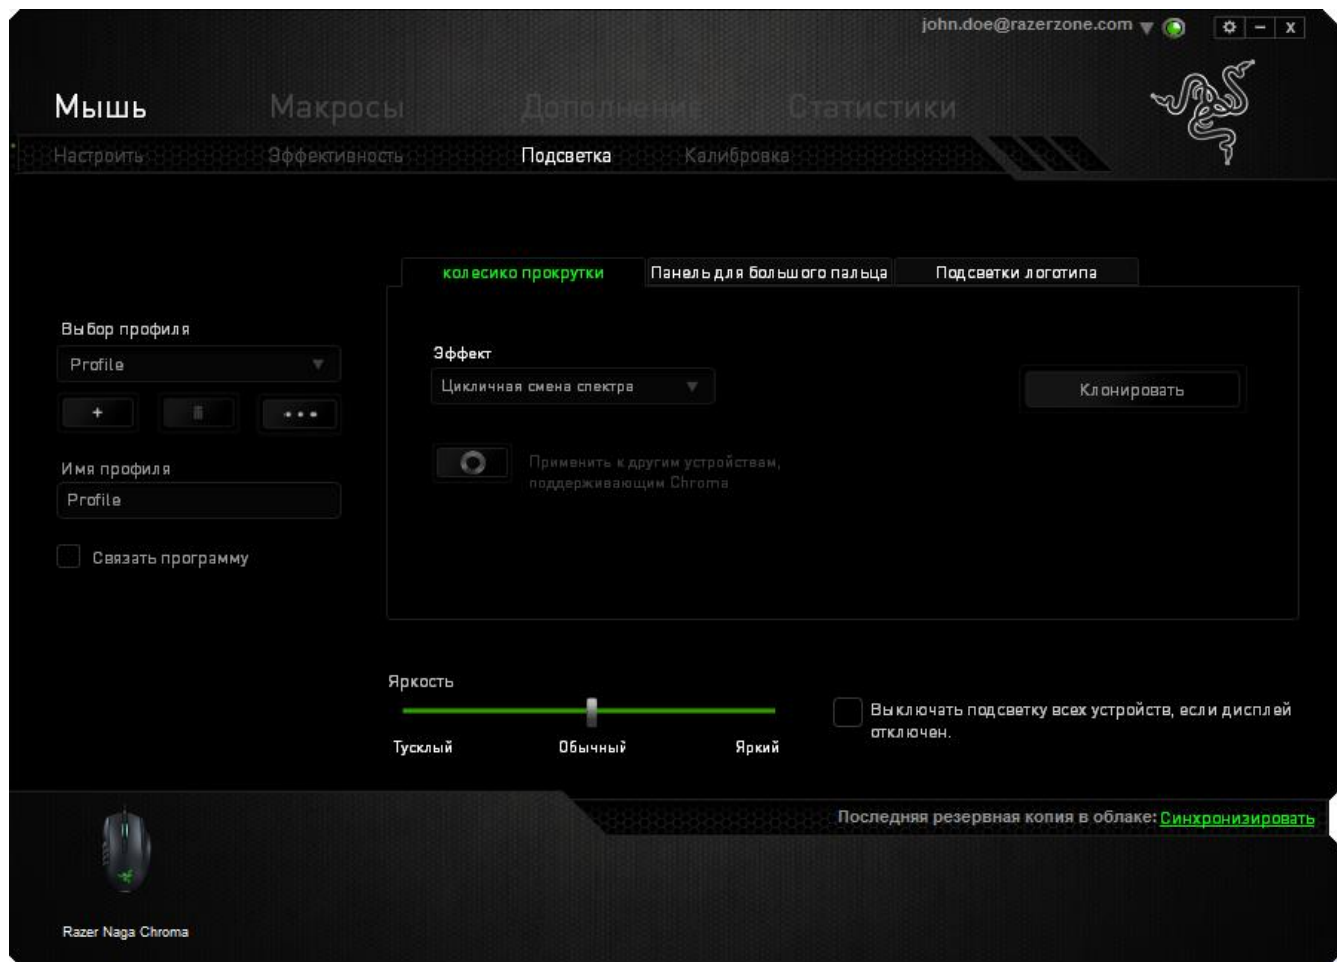 john.doe@razerzone.com
Мышь Макросы Дополнение Статистики
Настроить Эффективность Подсветка Калибровка
колесико прокрутки Панель для большого пальца Подсветки логотипа
Выбор профиля
Profile
Имя профиля
Profile
Связать программу
Эффект
Цикличная смена спектра
Клонировать
Применить к другим устройствам,
поддерживающим Chroma
Яркость
Тусклый Обычный Яркий
Выключать подсветку всех устройств, если дисплей
отключен.
Последняя резервная копия в облаке: Синхронизировать
Razer Naga Chroma